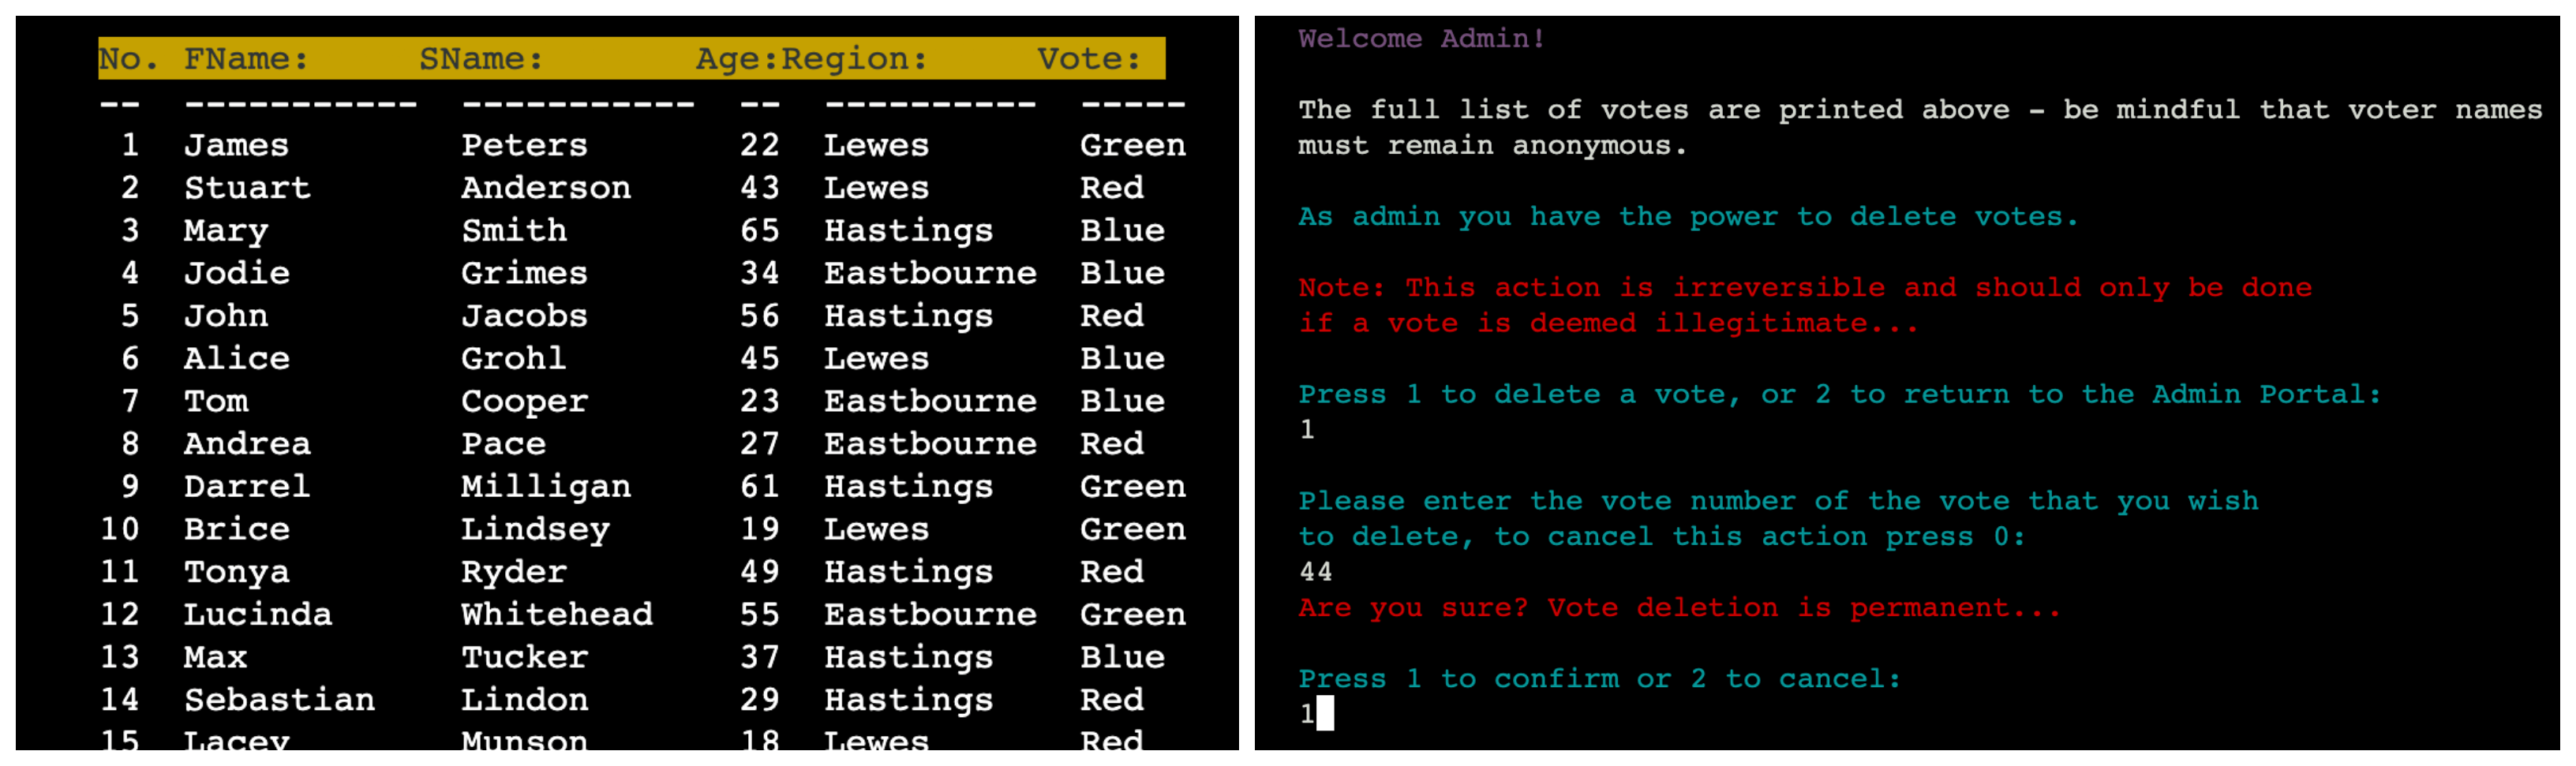 No. FName: SName: Age:Region: Vote:
-- ----------- ----------- -- ---------- -----
1 James Peters 22 Lewes Green
2 Stuart Anderson 43 Lewes Red
3 Mary Smith 65 Hastings Blue
4 Jodie Grimes 34 Eastbourne Blue
5 John Jacobs 56 Hastings Red
6 Alice Grohl 45 Lewes Blue
7 Tom Cooper 23 Eastbourne Blue
8 Andrea Pace 27 Eastbourne Red
9 Darrel Milligan 61 Hastings Green
10 Brice Lindsey 19 Lewes Green
11 Tonya Ryder 49 Hastings Red
12 Lucinda Whitehead 55 Eastbourne Green
13 Max Tucker 37 Hastings Blue
14 Sebastian Lindon 29 Hastings Red
15 Lacey Munson 18 Lewes Red
Welcome Admin!
The full list of votes are printed above - be mindful that voter names
must remain anonymous.
As admin you have the power to delete votes.
Note: This action is irreversible and should only be done
if a vote is deemed illegitimate...
Press 1 to delete a vote, or 2 to return to the Admin Portal:
1
Please enter the vote number of the vote that you wish
to delete, to cancel this action press 0:
44
Are you sure? Vote deletion is permanent...
Press 1 to confirm or 2 to cancel:
1